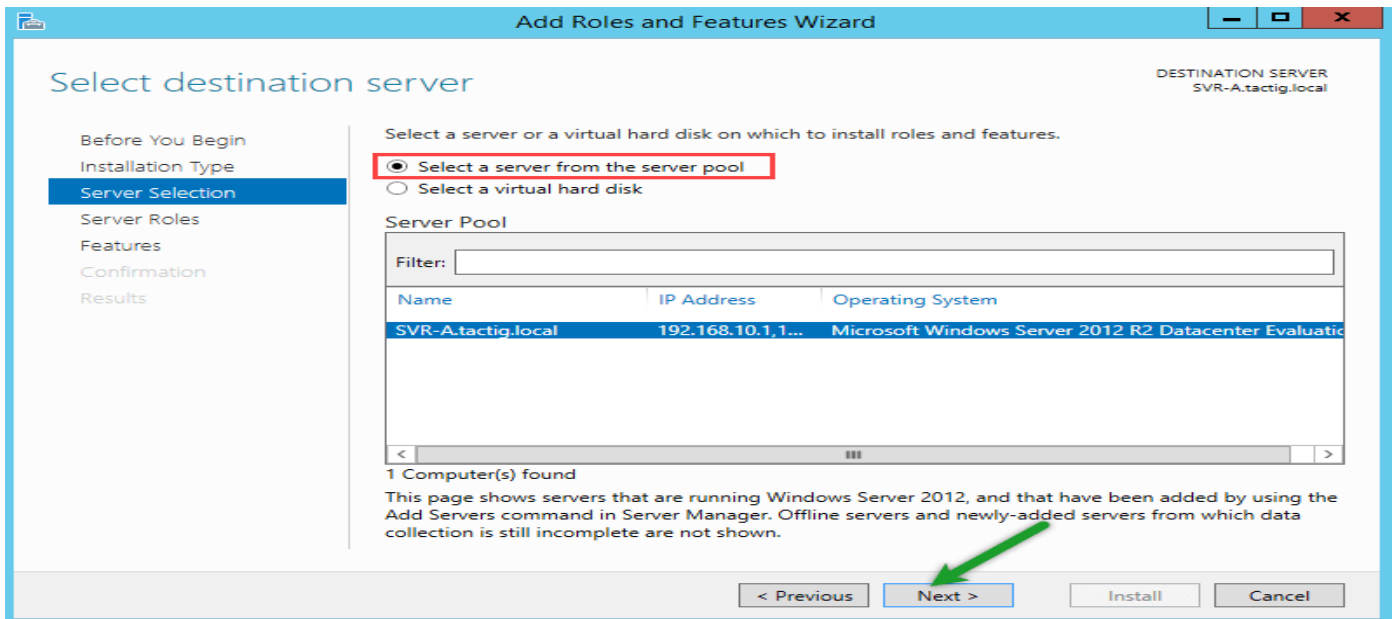 Add Roles and Features Wizard
Select destination server
DESTINATION SERVER
SVR-A.tactig.local
Before You Begin
Installation Type
Server Selection
Server Roles
Features
Confirmation
Results
Select a server or a virtual hard disk on which to install roles and features.
Select a server from the server pool
Select a virtual hard disk
Server Pool
Filter:
Name IP Address Operating System
SVR-A.tactig.local 192.168.10.1,1... Microsoft Windows Server 2012 R2 Datacenter Evaluatic
1 Computer(s) found
This page shows servers that are running Windows Server 2012, and that have been added by using the
Add Servers command in Server Manager. Offline servers and newly-added servers from which data
collection is still incomplete are not shown.
< Previous Next > Install Cancel